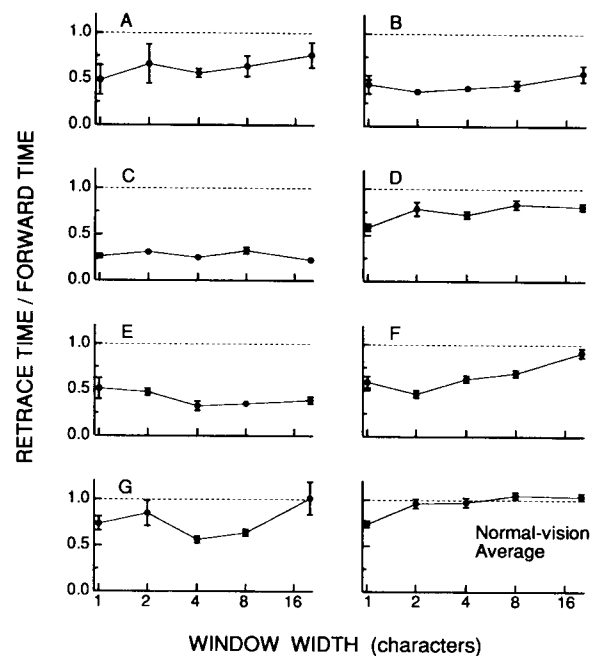 A
B
1.0
0.5
0.0
C
D
1.0
0.5
0.0
E
F
1.0
0.5
0.0
G
1.0
0.5
0.0
Normal-vision
Average
1 2 4 8 16
1 2 4 8 16
RETRACE TIME / FORWARD TIME
WINDOW WIDTH (characters)